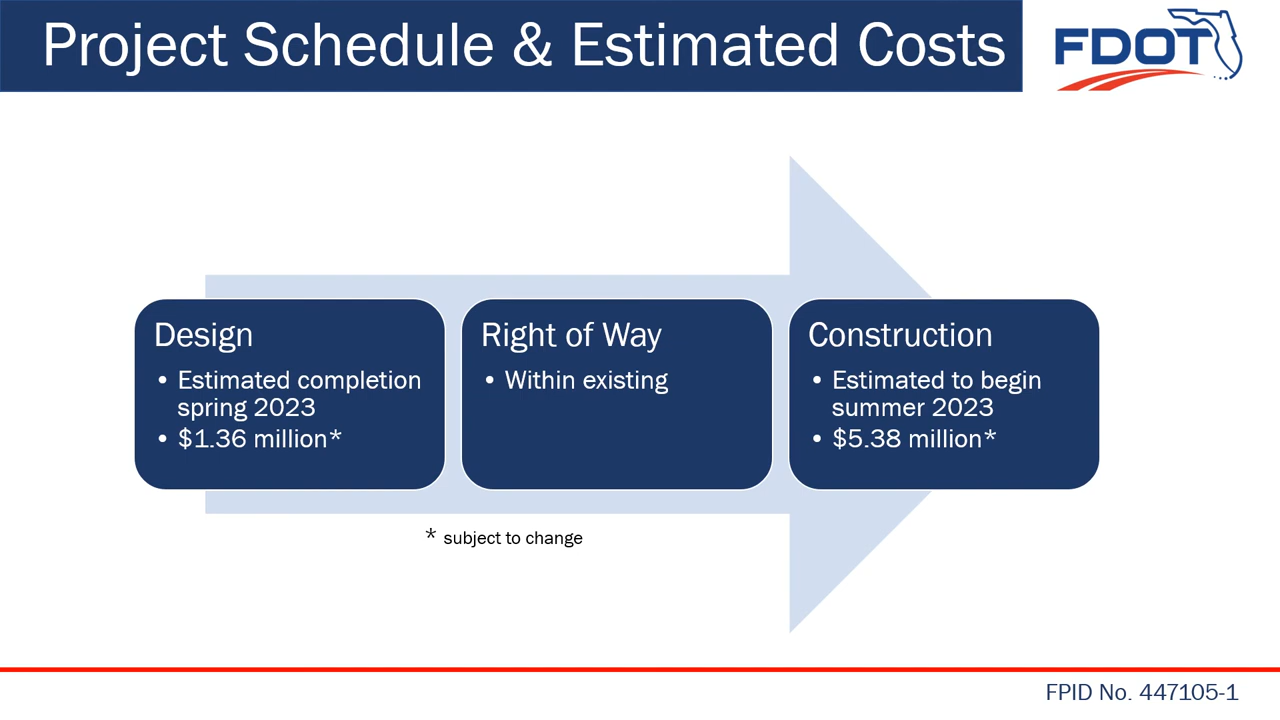 Project Schedule & Estimated Costs
FDOT
Design
• Estimated completion
spring 2023
• $1.36 million*
Right of Way
• Within existing
Construction
• Estimated to begin
summer 2023
• $5.38 million*
* subject to change
FPID No. 447105-1